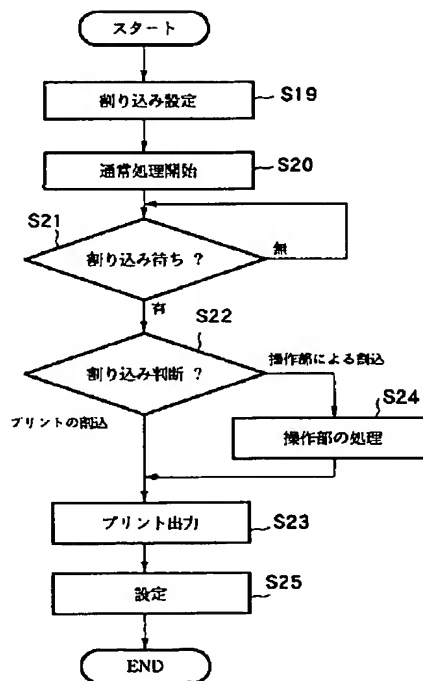 スタート
割り込み設定
S19
通常処理開始
S20
S21
割り込み待ち ?
無
有
S22
割り込み判断 ?
操作部による割込
S24
プリントの割込
操作部の処理
プリント出力
S23
設定
S25
END